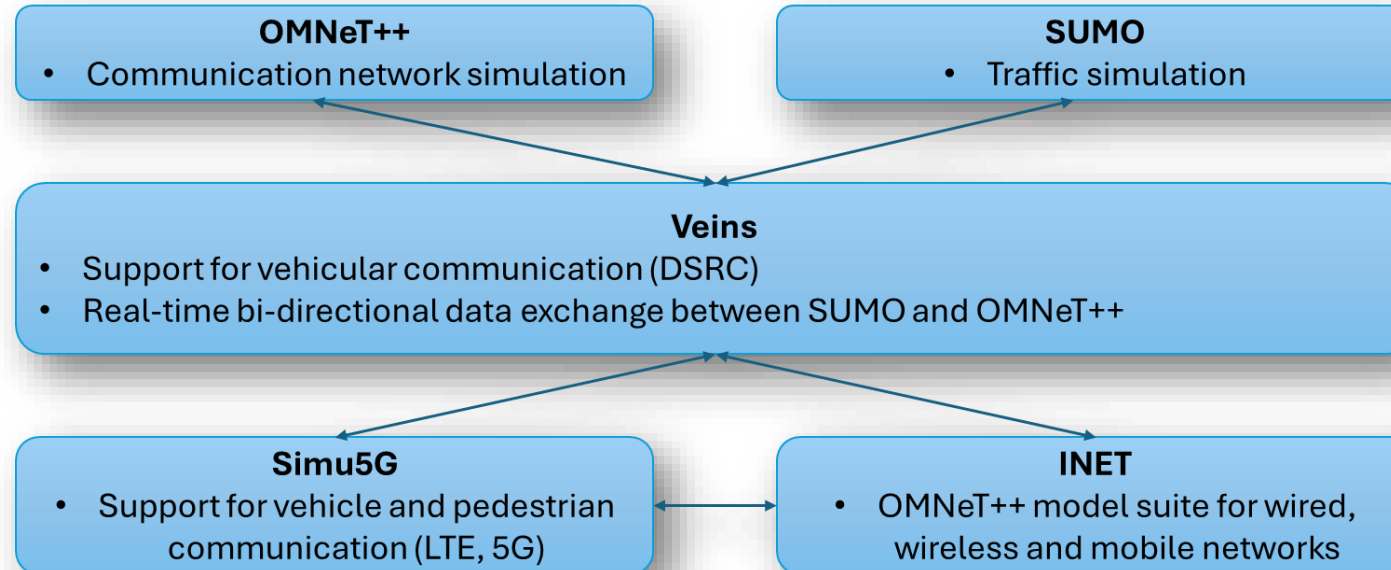 OMNeT++
• Communication network simulation
SUMO
• Traffic simulation
Veins
• Support for vehicular communication (DSRC)
• Real-time bi-directional data exchange between SUMO and OMNeT++
Simu5G
• Support for vehicle and pedestrian
communication (LTE, 5G)
INET
• OMNeT++ model suite for wired,
wireless and mobile networks